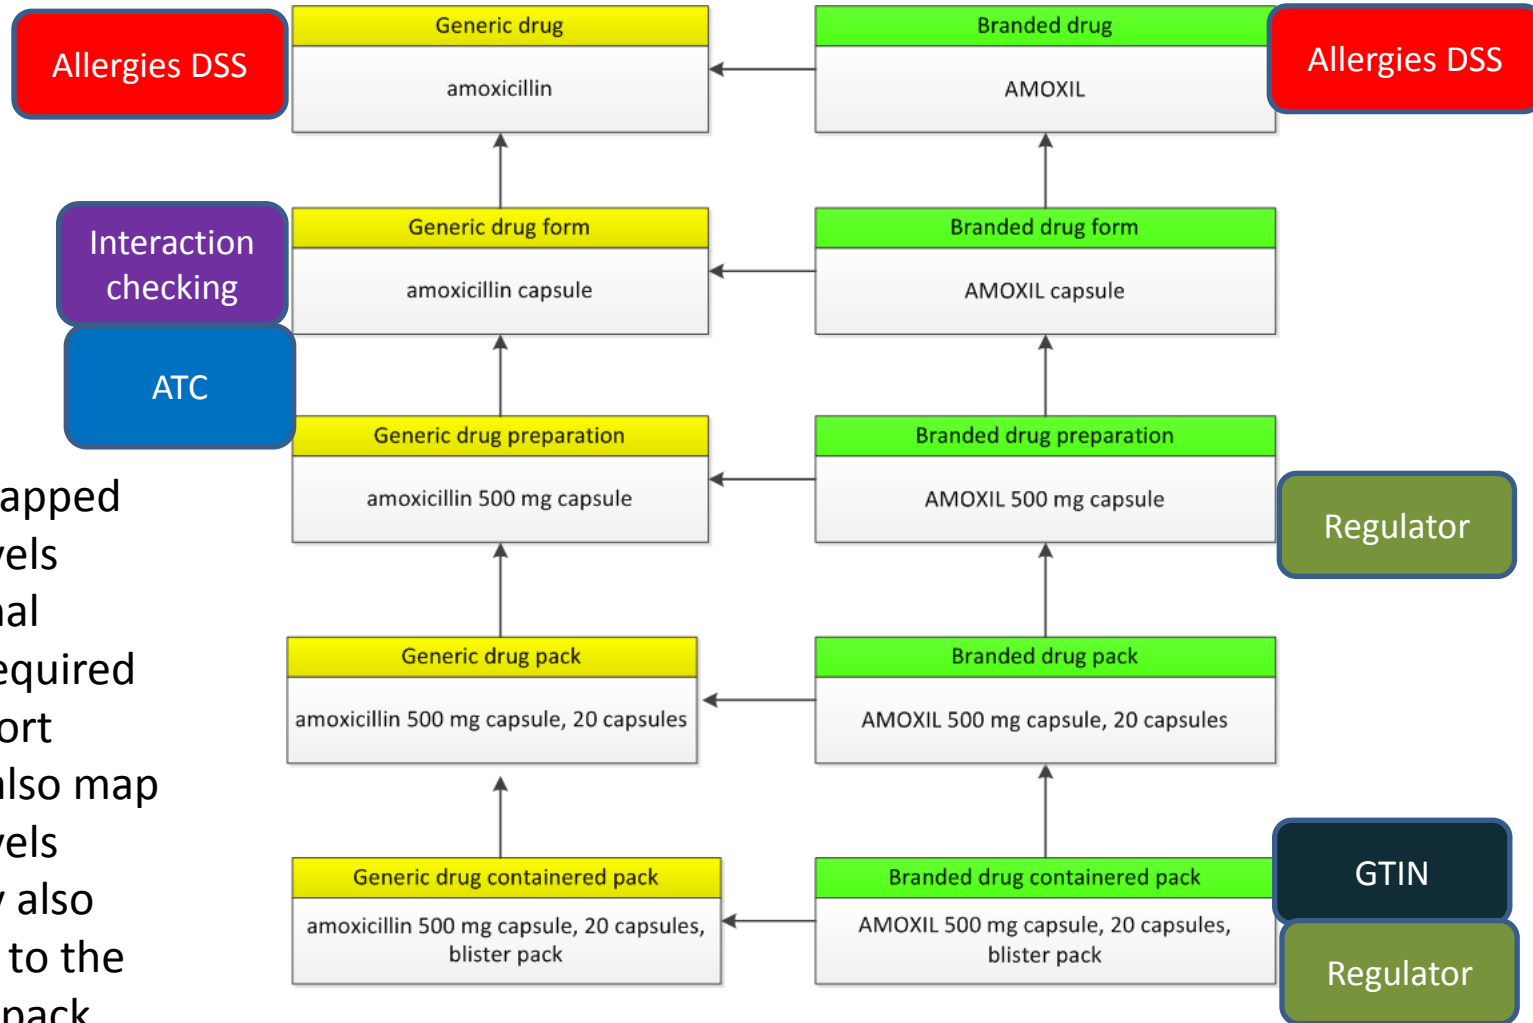 Generic drug
Branded drug
Allergies DSS
amoxicillin
AMOXIL
Allergies DSS
Generic drug form
Branded drug form
Interaction
checking
amoxicillin capsule
AMOXIL capsule
ATC
Generic drug preparation
Branded drug preparation
amoxicillin 500 mg capsule
AMOXIL 500 mg capsule
Regulator
apped
vels
nal
equired
ort
also map
vels
y also
to the
pack
Generic drug pack
Branded drug pack
amoxicillin 500 mg capsule, 20 capsules
AMOXIL 500 mg capsule, 20 capsules
Generic drug containered pack
Branded drug containered pack
GTIN
amoxicillin 500 mg capsule, 20 capsules,
blister pack
AMOXIL 500 mg capsule, 20 capsules,
blister pack
Regulator